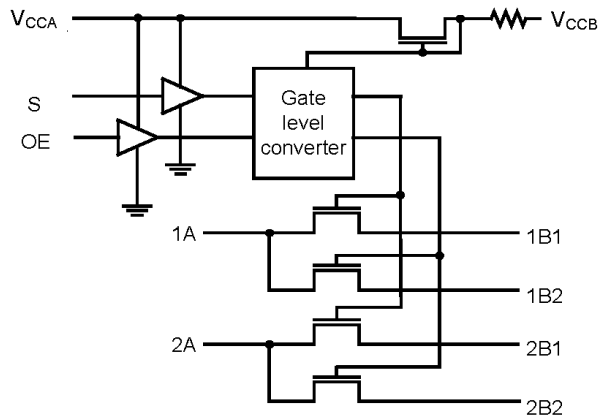 VCCA
VCCB
S
OE
Gate
level
converter
1A
1B1
1B2
2A
2B1
2B2